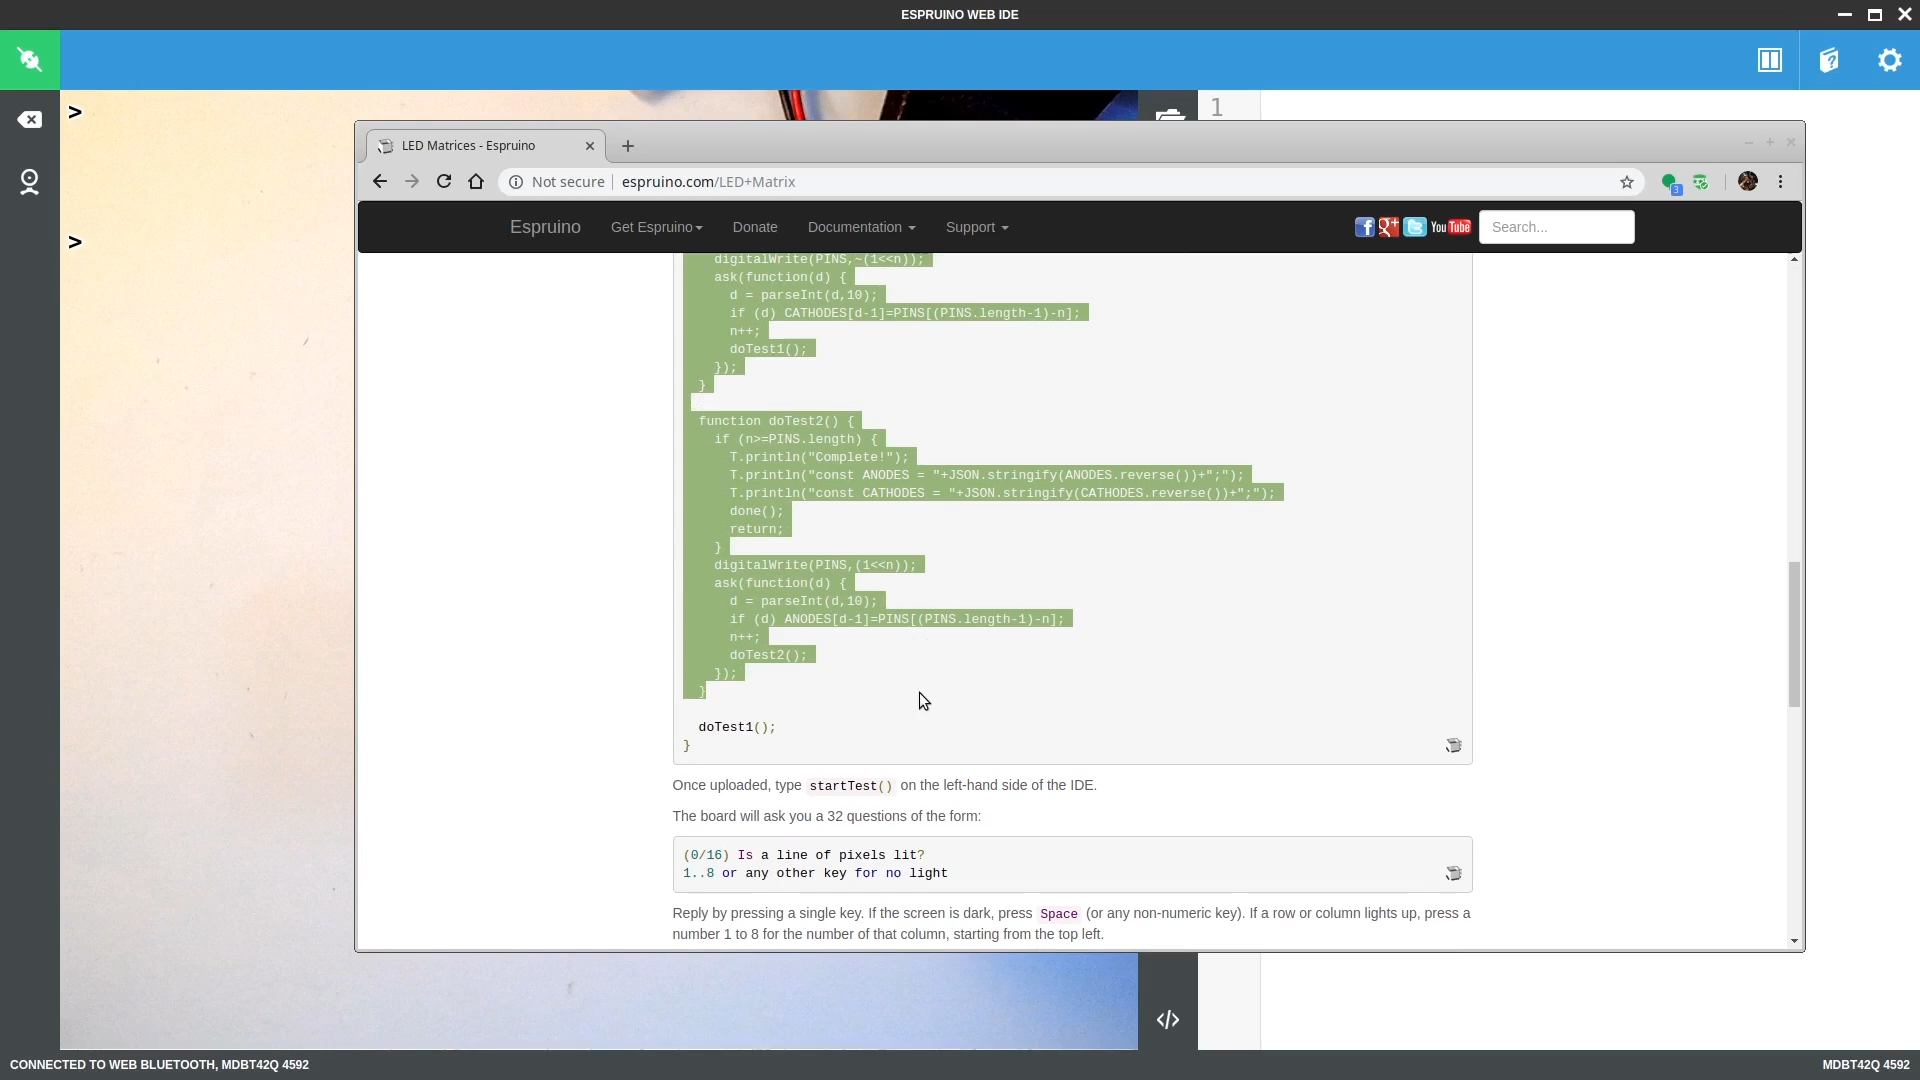 ESPRUINO WEB IDE
>
1
LED Matrices - Espruino
Not secure espruino.com/LED+Matrix
3
Espruino Get Espruino Donate Documentation Support You Tube Search...
>
digitalWrite(PINS,~(1<<n));
ask(function(d) {
d = parseInt(d,10);
if (d) CATHODES[d-1]=PINS[(PINS.length-1)-n];
n++;
doTest1();
});
}
function doTest2() {
if (n>=PINS.length) {
T.println("Complete!");
T.println("const ANODES = "+JSON.stringify(ANODES.reverse())+";");
T.println("const CATHODES = "+JSON.stringify(CATHODES.reverse())+";");
done();
return;
}
digitalWrite(PINS,(1<<n));
ask(function(d) {
d = parseInt(d,10);
if (d) ANODES[d-1]=PINS[(PINS.length-1)-n];
n++;
doTest2();
});
}
doTest1();
}
Once uploaded, type startTest() on the left-hand side of the IDE.
The board will ask you a 32 questions of the form:
(0/16) Is a line of pixels lit?
1..8 or any other key for no light
Reply by pressing a single key. If the screen is dark, press Space (or any non-numeric key). If a row or column lights up, press a
number 1 to 8 for the number of that column, starting from the top left.
CONNECTED TO WEB BLUETOOTH, MDBT42Q 4592
MDBT42Q 4592